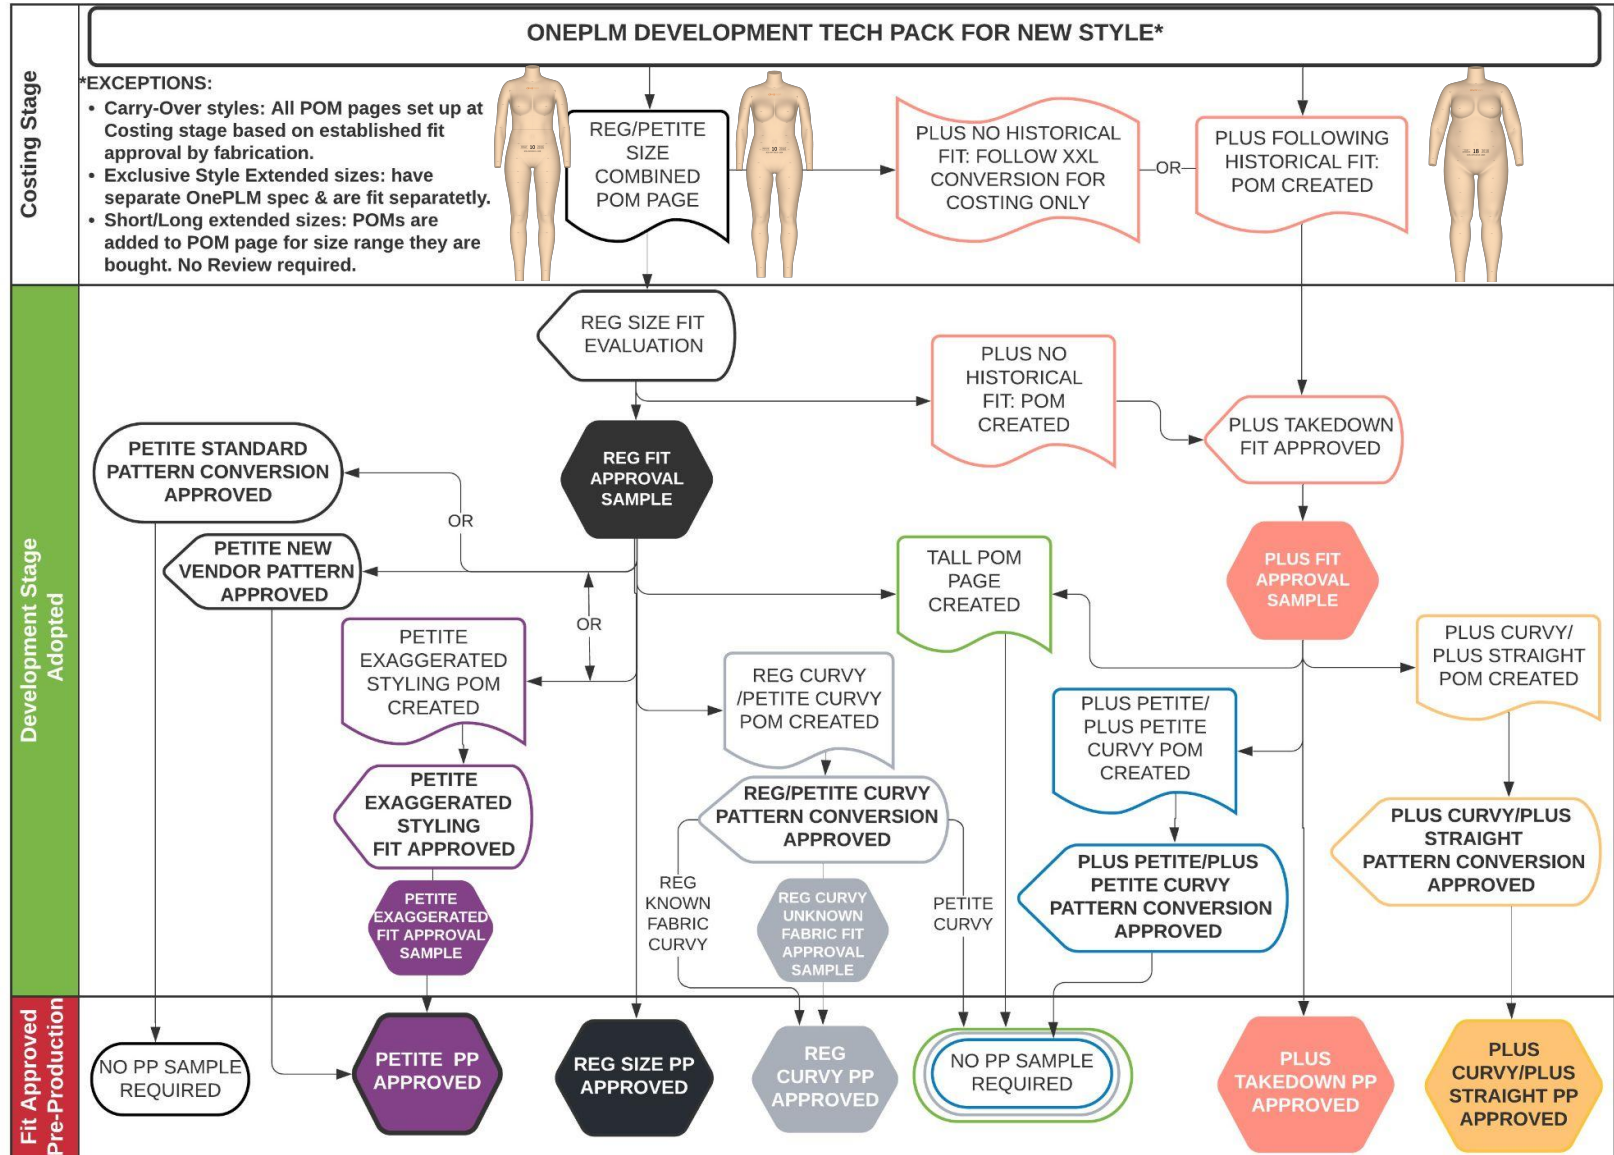 ONEPLM DEVELOPMENT TECH PACK FOR NEW STYLE*
Costing Stage
*EXCEPTIONS:
• Carry-Over styles: All POM pages set up at
Costing stage based on established fit
approval by fabrication.
• Exclusive Style Extended sizes: have
separate OnePLM spec & are fit separatetly.
• Short/Long extended sizes: POMs are
added to POM page for size range they are
bought. No Review required.
10
REG/PETITE
SIZE
COMBINED
POM PAGE
10
PLUS NO HISTORICAL
FIT: FOLLOW XXL
CONVERSION FOR
COSTING ONLY
OR
PLUS FOLLOWING
HISTORICAL FIT:
POM CREATED
18
Development Stage
Adopted
REG SIZE FIT
EVALUATION
PLUS NO
HISTORICAL
FIT: POM
CREATED
PLUS TAKEDOWN
FIT APPROVED
PETITE STANDARD
PATTERN CONVERSION
APPROVED
REG FIT
APPROVAL
SAMPLE
OR
PETITE NEW
VENDOR PATTERN
APPROVED
TALL POM
PAGE
CREATED
PLUS FIT
APPROVAL
SAMPLE
OR
PETITE
EXAGGERATED
STYLING POM
CREATED
REG CURVY
/PETITE CURVY
POM CREATED
PLUS PETITE/
PLUS PETITE
CURVY POM
CREATED
PLUS CURVY/
PLUS STRAIGHT
POM CREATED
PETITE
EXAGGERATED
STYLING
FIT APPROVED
REG/PETITE CURVY
PATTERN CONVERSION
APPROVED
PLUS PETITE/PLUS
PETITE CURVY
PATTERN CONVERSION
APPROVED
PLUS CURVY/PLUS
STRAIGHT
PATTERN CONVERSION
APPROVED
PETITE
EXAGGERATED
FIT APPROVAL
SAMPLE
REG
KNOWN
FABRIC
CURVY
REG CURVY
UNKNOWN
FABRIC FIT
APPROVAL
SAMPLE
PETITE
CURVY
Fit Approved
Pre-Production
NO PP SAMPLE
REQUIRED
PETITE PP
APPROVED
REG SIZE PP
APPROVED
REG
CURVY PP
APPROVED
NO PP SAMPLE
REQUIRED
PLUS
TAKEDOWN PP
APPROVED
PLUS
CURVY/PLUS
STRAIGHT PP
APPROVED